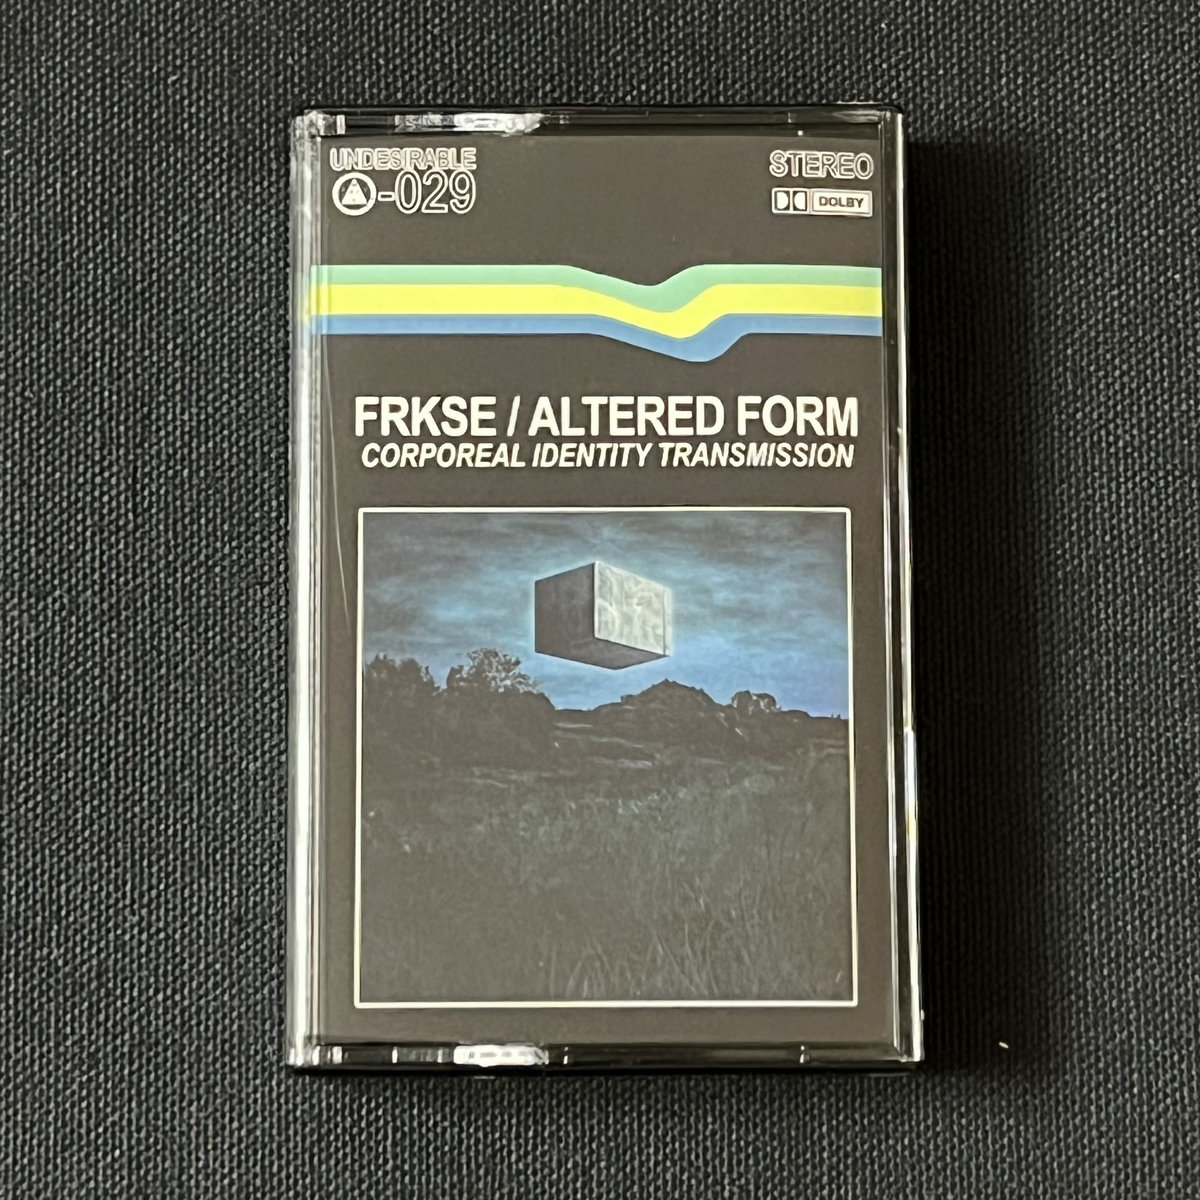 UNDESIRABLE
-029
STEREO
DOLBY
FRKSE / ALTERED FORM
CORPOREAL IDENTITY TRANSMISSION